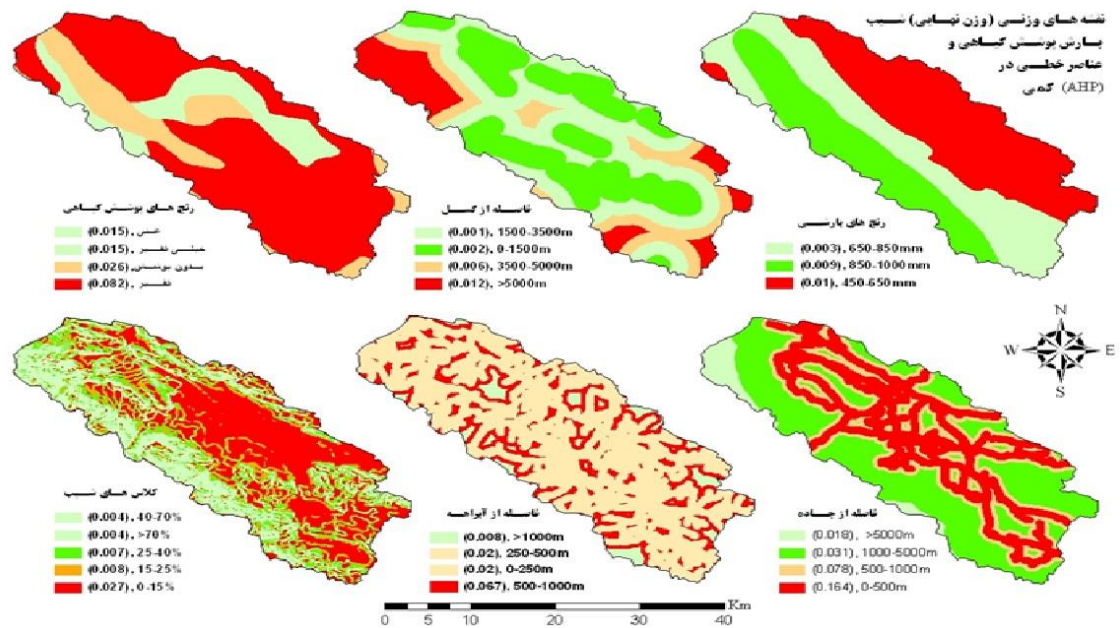 نقشه های وزنی (وزن نهایی) شیب
بارش پوشش گیاهی و
عناصر خطی در
(AHP) کمی
رنج های پوشش گیاهی
(0.015) , غنی
(0.015) , خیلی فقیر
(0.026) , بدون پوشش
(0.082) , فقیر
فاصله از گسل
(0.001), 1500-3500m
(0.002), 0-1500m
(0.006), 3500-5000m
(0.012), >5000m
رنج های بارشی
(0.003), 650-850mm
(0.009), 850-1000mm
(0.01), 450-650mm
N
W E
S
کلاس های شیب
(0.004), 40-70%
(0.004), >70%
(0.007), 25-40%
(0.008), 15-25%
(0.027), 0-15%
فاصله از آبراهه
(0.008), >1000m
(0.02), 250-500m
(0.02), 0-250m
(0.067), 500-1000m
فاصله از جاده
(0.018), >5000m
(0.031), 1000-5000m
(0.078), 500-1000m
(0.164), 0-500m
Km
0 5 10 20 30 40